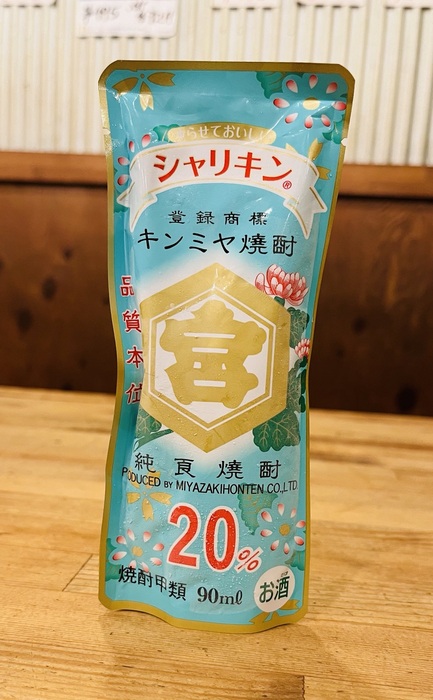 凍らせておいしい
シャリキン®
登録商標
キンミヤ焼酎
品質本位
宮
純良焼酎
PRODUCED BY MIYAZAKIHONTEN CO.,LTD
20%
焼酎甲類 90mℓ
お酒